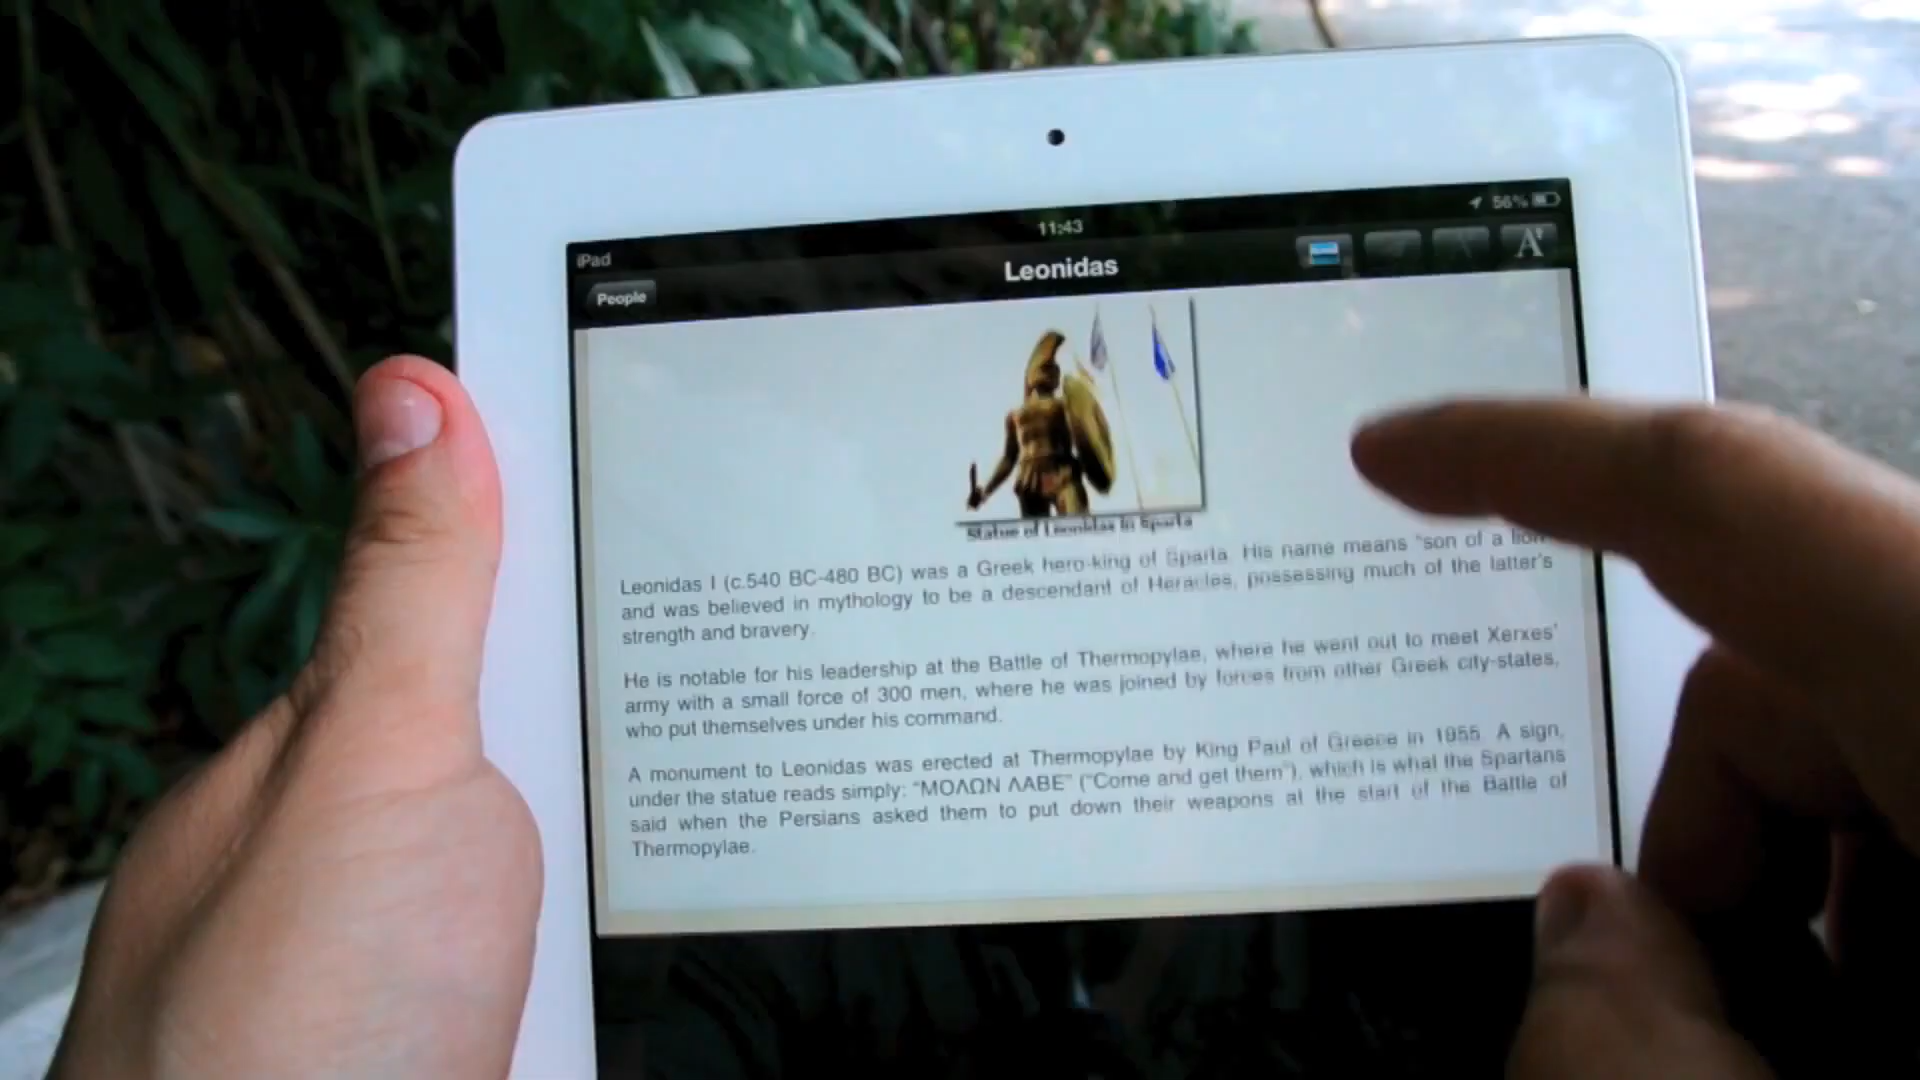 iPad
11:43
56%
People
Leonidas
A
Statue of Leonidas in Sparta
Leonidas I (c.540 BC-480 BC) was a Greek hero-king of Sparta. His name means “son of a lion
and was believed in mythology to be a descendant of Heracles, possessing much of the latter’s
strength and bravery.
He is notable for his leadership at the Battle of Thermopylae, where he went out to meet Xerxes’
army with a small force of 300 men, where he was joined by forces from other Greek city-states,
who put themselves under his command.
A monument to Leonidas was erected at Thermopylae by King Paul of Greece in 1955. A sign,
under the statue reads simply: “ΜΟΛΩΝ ΛΑΒΕ” (“Come and get them”), which is what the Spartans
said when the Persians asked them to put down their weapons at the start of the Battle of
Thermopylae.